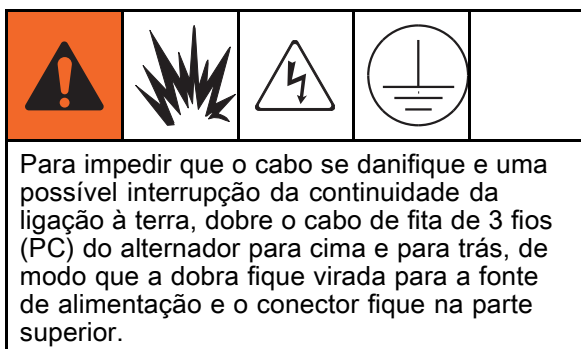 Para impedir que o cabo se danifique e uma
possível interrupção da continuidade da
ligação à terra, dobre o cabo de fita de 3 fios
(PC) do alternador para cima e para trás, de
modo que a dobra fique virada para a fonte
de alimentação e o conector fique na parte
superior.